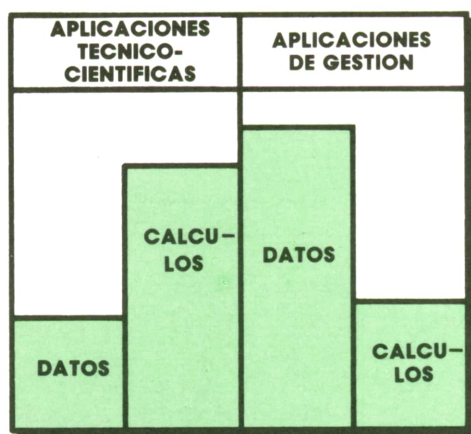 APLICACIONES
TECNICO-
CIENTIFICAS
APLICACIONES
DE GESTION
DATOS
CALCU-
LOS
DATOS
CALCU-
LOS